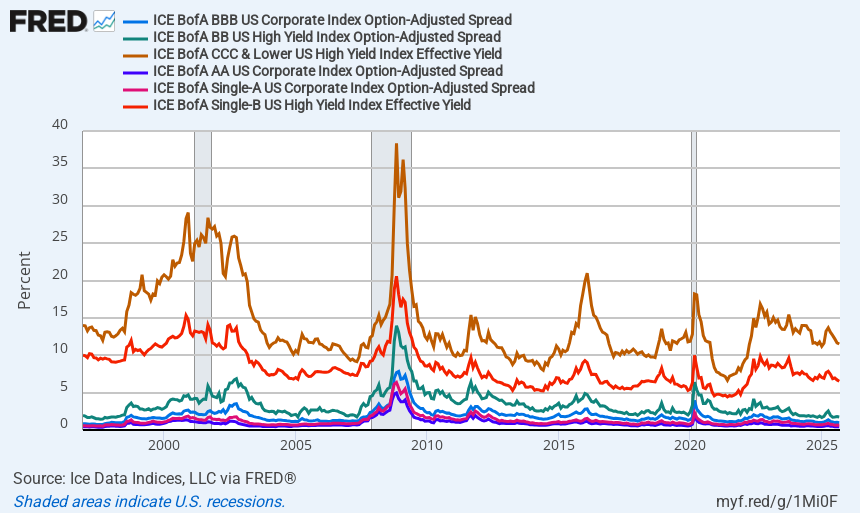 FRED
ICE BofA BBB US Corporate Index Option-Adjusted Spread
ICE BofA BB US High Yield Index Option-Adjusted Spread
ICE BofA CCC & Lower US High Yield Index Effective Yield
ICE BofA AA US Corporate Index Option-Adjusted Spread
ICE BofA Single-A US Corporate Index Option-Adjusted Spread
ICE BofA Single-B US High Yield Index Effective Yield
40
35
30
25
20
15
10
5
0
Percent
2000 2005 2010 2015 2020 2025
Source: Ice Data Indices, LLC via FRED®
Shaded areas indicate U.S. recessions.
myf.red/g/1Mi0F